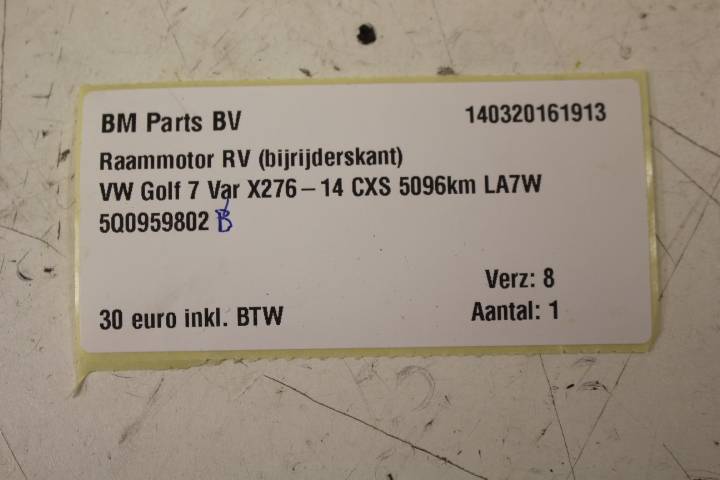 BM Parts BV 140320161913
Raammotor RV (bijrijderskant)
VW Golf 7 Var X276-14 CXS 5096km LA7W
5Q0959802 B
Verz: 8
30 euro inkl. BTW Aantal: 1